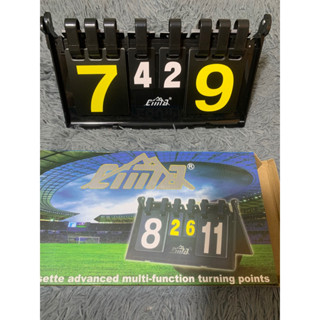 7 4 2 9
Cima
Cima®
8 2 6 11
sette advanced multi-function turning points